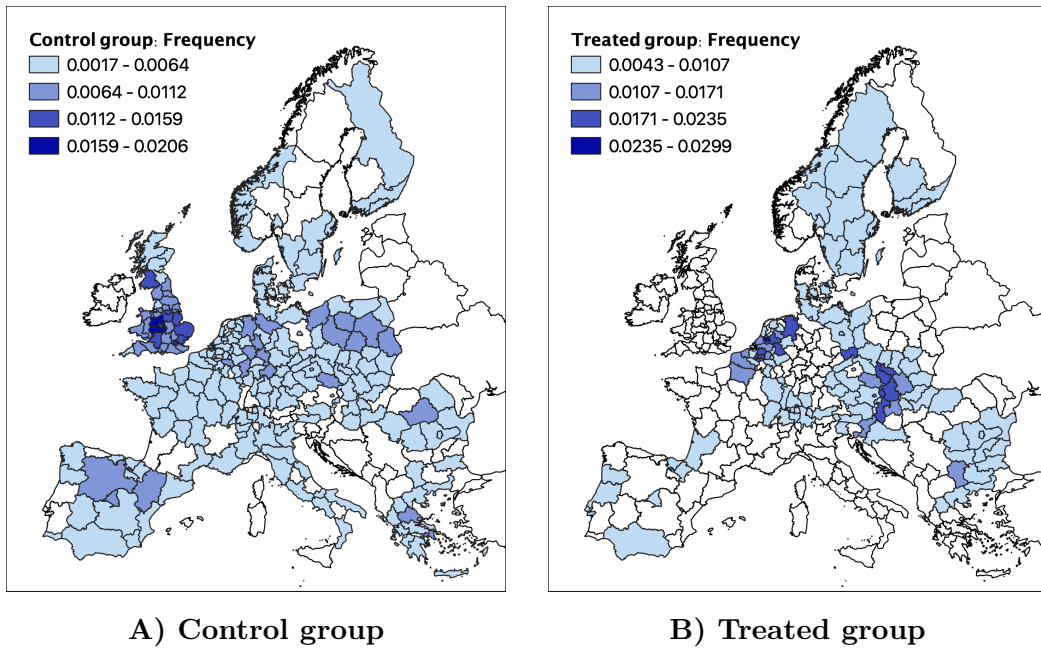 Control group: Frequency
0.0017 - 0.0064
0.0064 - 0.0112
0.0112 - 0.0159
0.0159 - 0.0206
Treated group: Frequency
0.0043 - 0.0107
0.0107 - 0.0171
0.0171 - 0.0235
0.0235 - 0.0299
A) Control group
B) Treated group